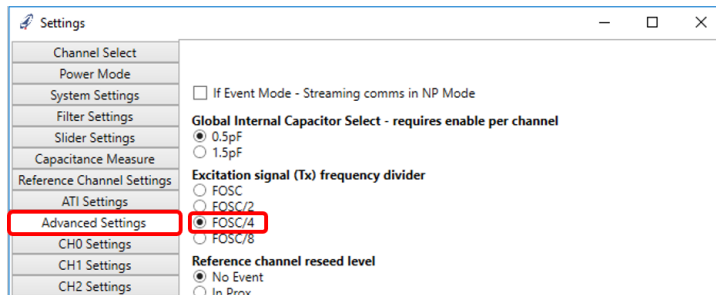 Settings
Channel Select
Power Mode
System Settings
Filter Settings
Slider Settings
Capacitance Measure
Reference Channel Settings
ATI Settings
Advanced Settings
CH0 Settings
CH1 Settings
CH2 Settings
If Event Mode - Streaming comms in NP Mode
Global Internal Capacitor Select - requires enable per channel
0.5pF
1.5pF
Excitation signal (Tx) frequency divider
FOSC
FOSC/2
FOSC/4
FOSC/8
Reference channel reseed level
No Event
In Prox